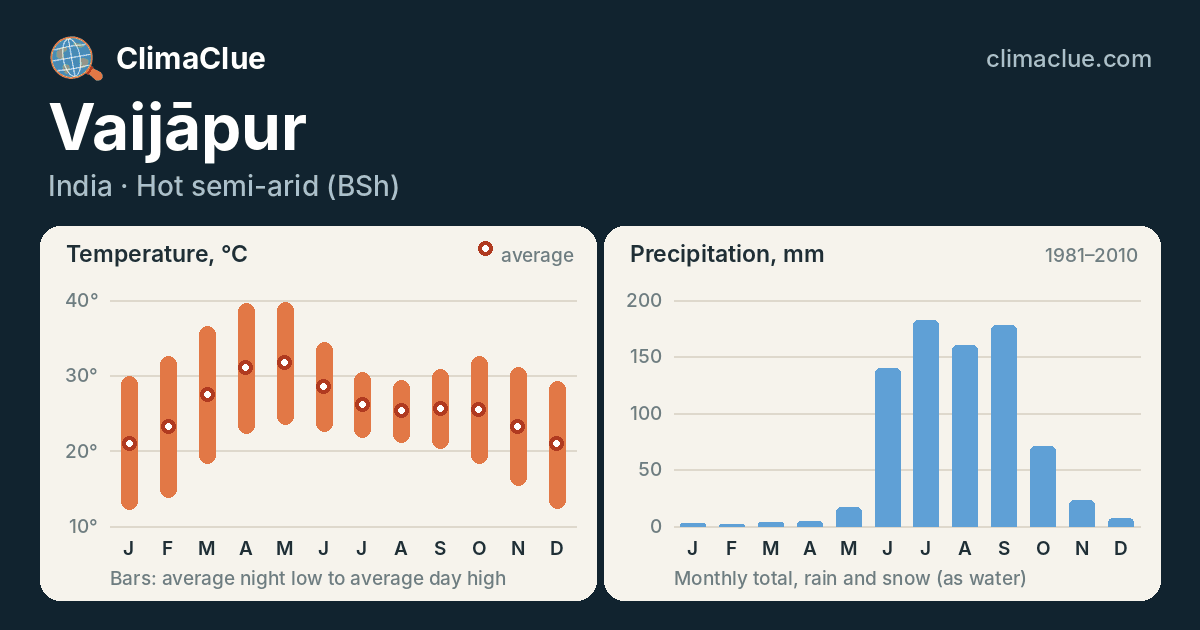 ClimaClue
climaclue.com
Vaijāpur
India · Hot semi-arid (BSh)
Temperature, °C
average
40°
30°
20°
10°
J F M A M J J A S O N D
Bars: average night low to average day high
Precipitation, mm
1981–2010
200
150
100
50
0
J F M A M J J A S O N D
Monthly total, rain and snow (as water)